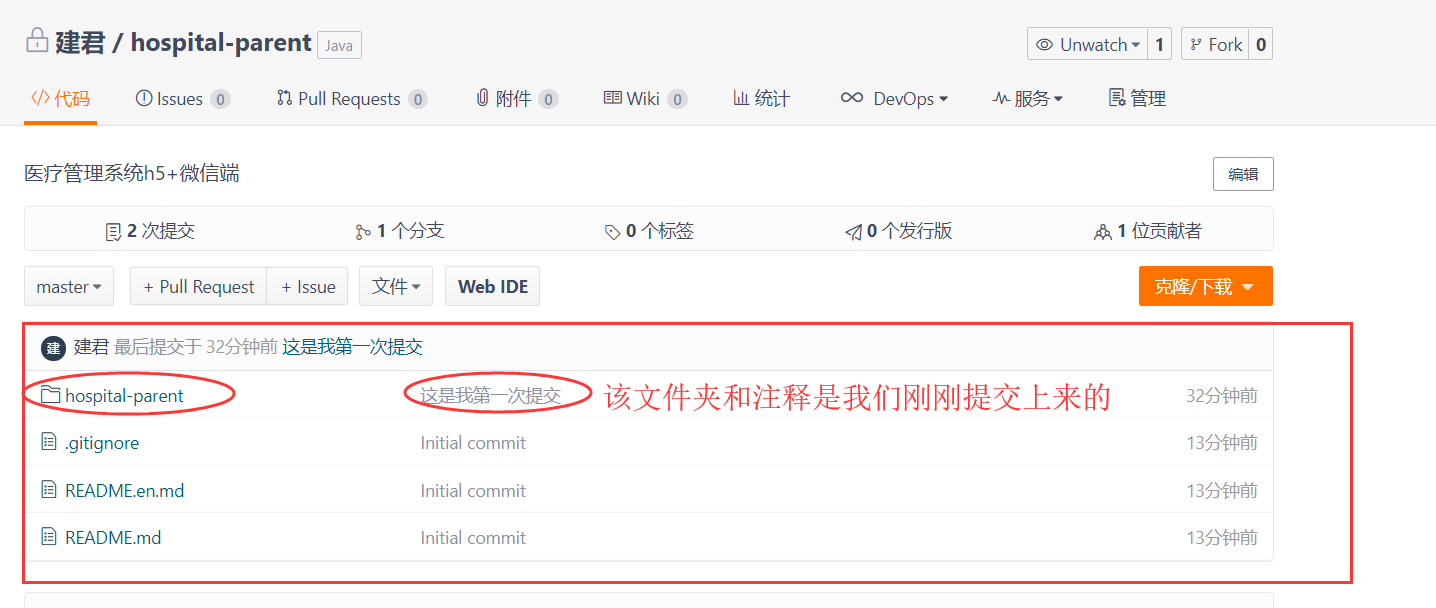 建君 / hospital-parent Java Unwatch 1 Fork 0
代码 Issues 0 Pull Requests 0 附件 0 Wiki 0 统计 DevOps 服务 管理
医疗管理系统h5+微信端 编辑
2 次提交 1 个分支 0 个标签 0 个发行版 1 位贡献者
master + Pull Request + Issue 文件 Web IDE 克隆/下载
建 建君 最后提交于 32分钟前 这是我第一次提交
hospital-parent 这是我第一次提交 该文件夹和注释是我们刚刚提交上来的 32分钟前
.gitignore Initial commit 13分钟前
README.en.md Initial commit 13分钟前
README.md Initial commit 13分钟前